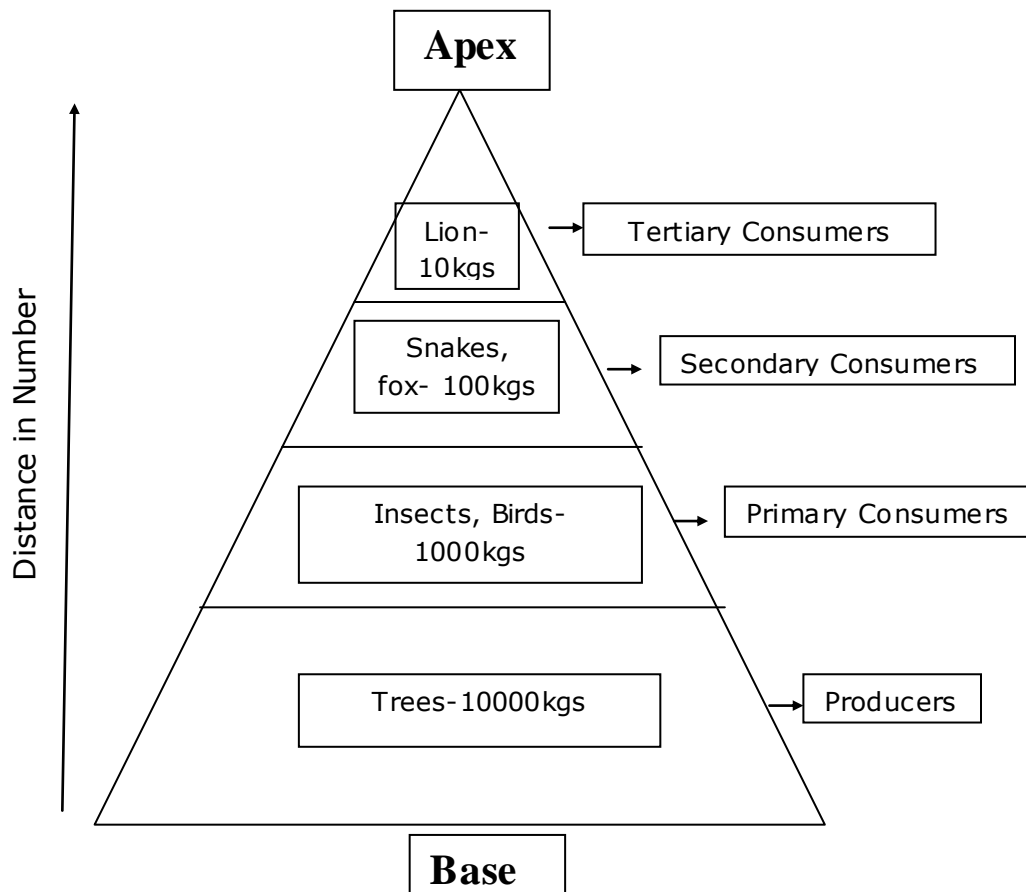 Apex
Lion-
10kgs
Tertiary Consumers
Snakes,
fox- 100kgs
Secondary Consumers
Distance in Number
Insects, Birds-
1000kgs
Primary Consumers
Trees-10000kgs
Producers
Base